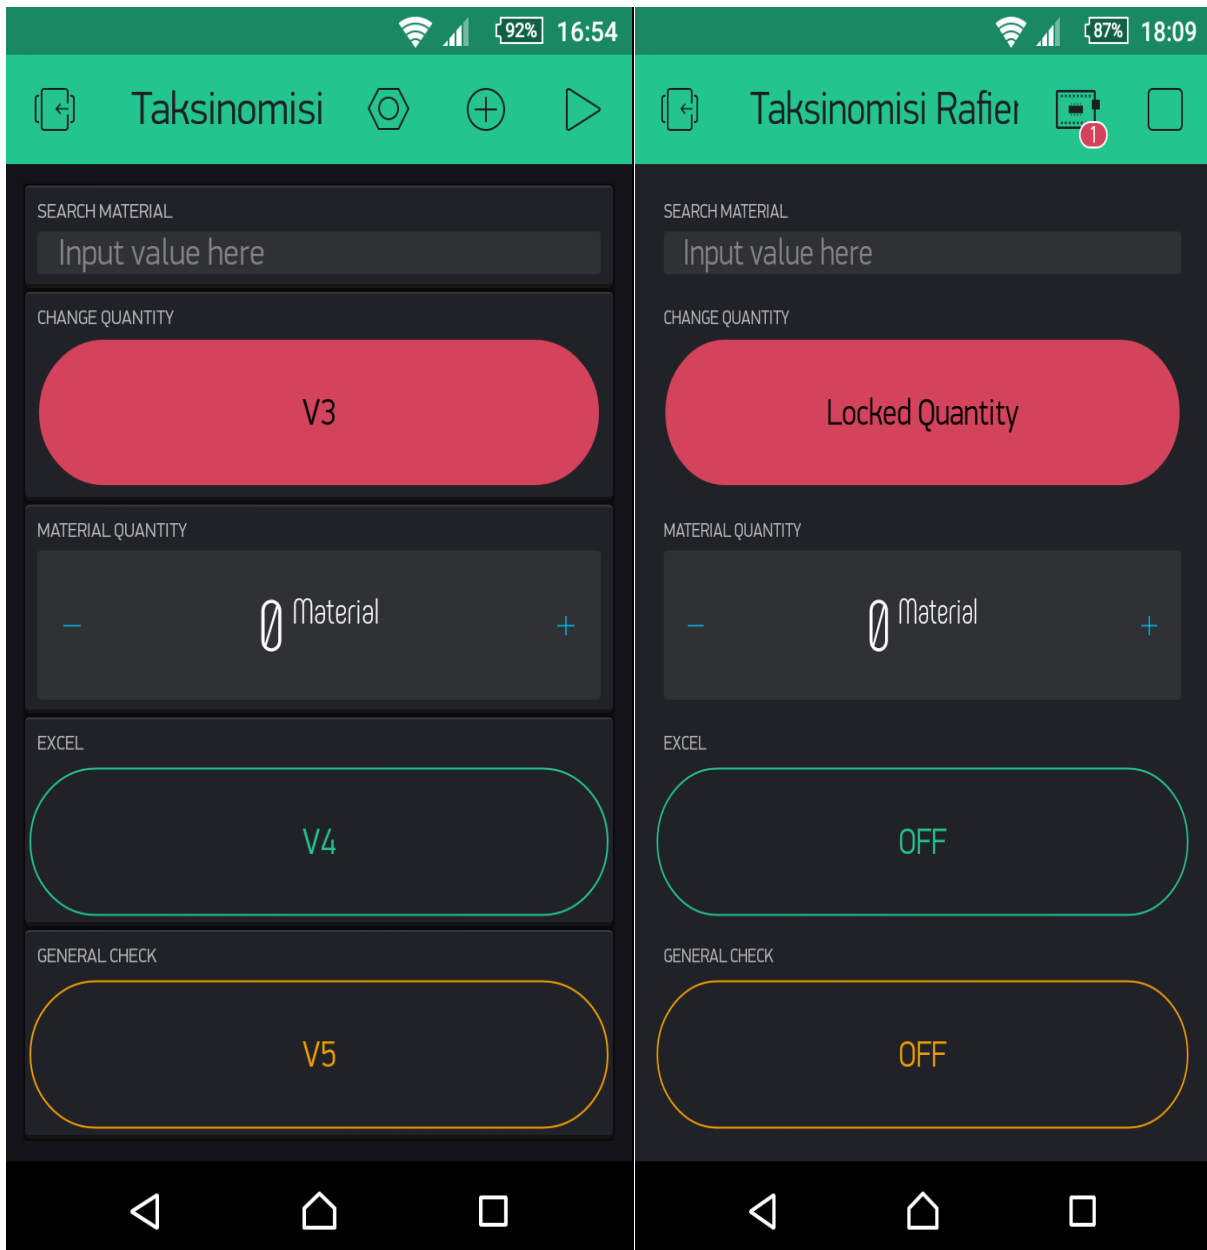 92% 16:54
Taksinomisi
SEARCH MATERIAL
Input value here
CHANGE QUANTITY
V3
MATERIAL QUANTITY
- 0 Material +
EXCEL
V4
GENERAL CHECK
V5
87% 18:09
Taksinomisi Rafier
1
SEARCH MATERIAL
Input value here
CHANGE QUANTITY
Locked Quantity
MATERIAL QUANTITY
- 0 Material +
EXCEL
OFF
GENERAL CHECK
OFF